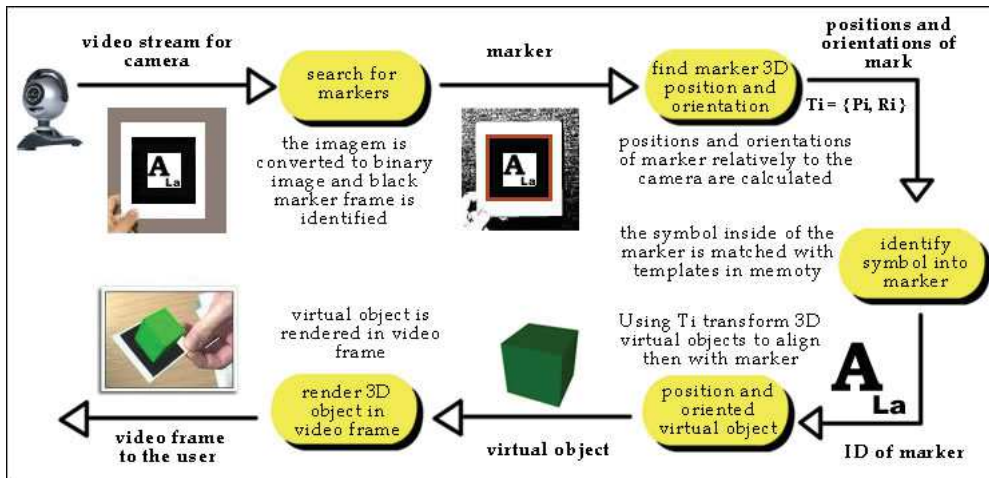 video stream for
camera
search for
markers
the imagem is
converted to binary
image and black
marker frame is
identified
A
La
marker
A
La
find marker 3D
position and
orientation
positions and orientations
of marker relatively to the
camera are calculated
positions and
orientations of
mark
Ti = {Pi, Ri}
the symbol inside of the
marker is matched with
templates in memoty
identify
symbol into
marker
A
La
ID of marker
Using Ti transform 3D
virtual objects to align
then with marker
position and
oriented
virtual object
virtual object
virtual object is
rendered in video
frame
render 3D
object in
video frame
video frame
to the user